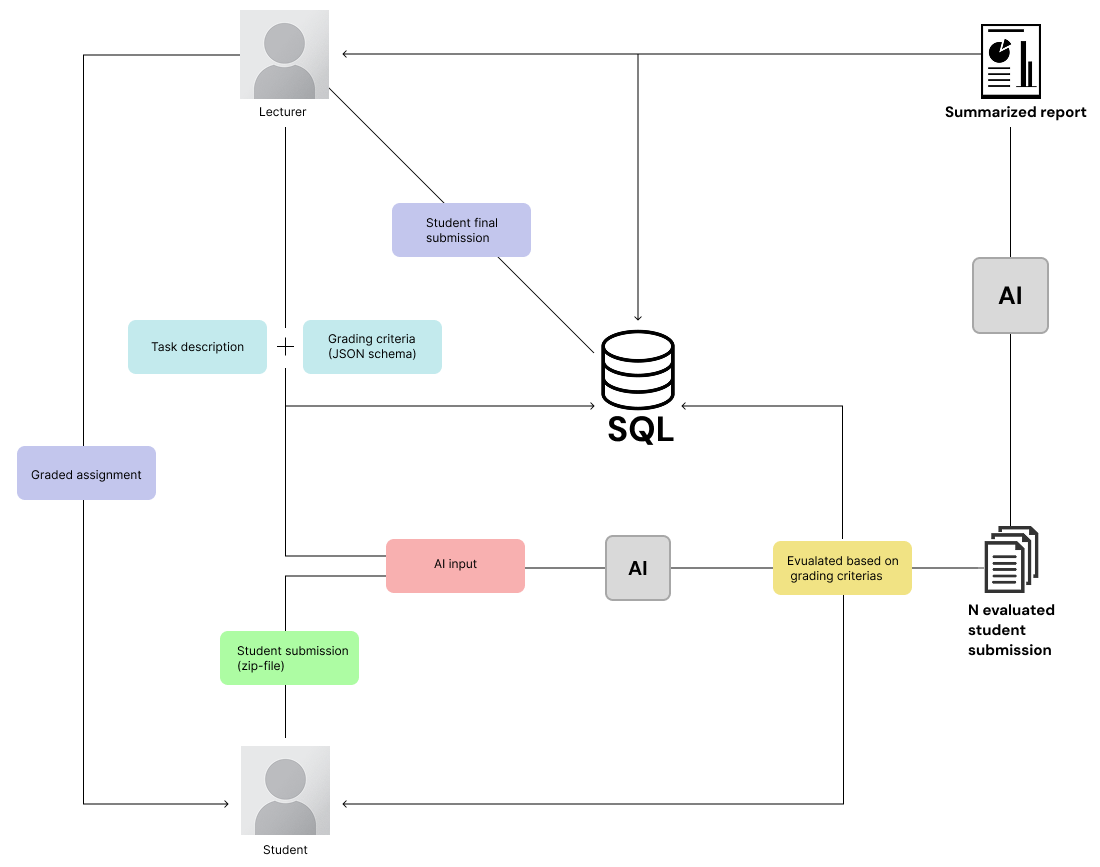 Lecturer
Summarized report
Student final
submission
AI
Task description
Grading criteria
(JSON schema)
SQL
Graded assignment
AI input
AI
Evualated based on
grading criterias
N evaluated
student
submission
Student submission
(zip-file)
Student